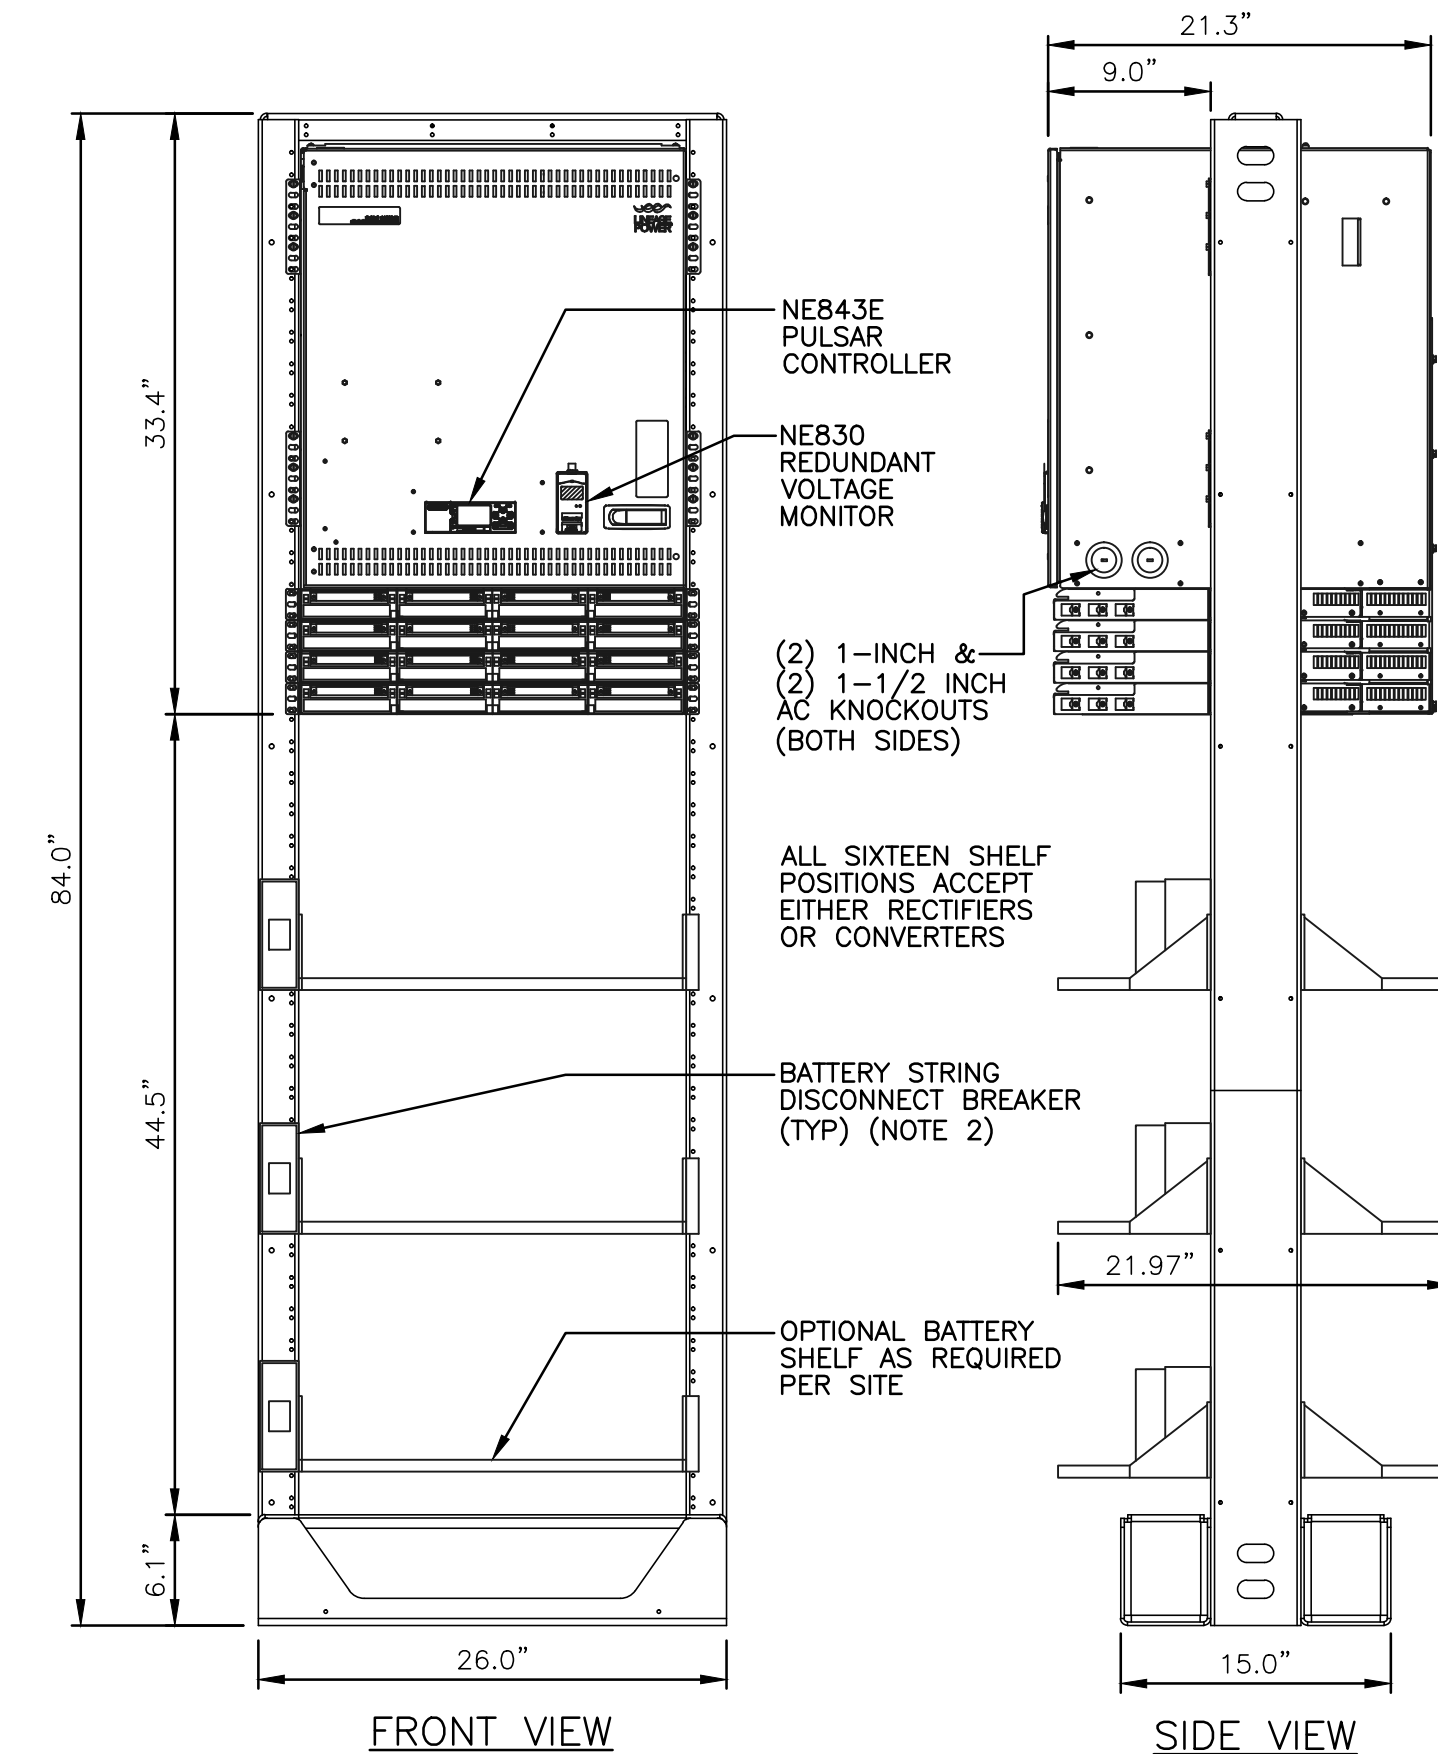 21.3”
9.0”
LINEAGE
POWER
NE843E
PULSAR
CONTROLLER
33.4”
NE830
REDUNDANT
VOLTAGE
MONITOR
(2) 1-INCH &
(2) 1-1/2 INCH
AC KNOCKOUTS
(BOTH SIDES)
84.0”
ALL SIXTEEN SHELF
POSITIONS ACCEPT
EITHER RECTIFIERS
OR CONVERTERS
44.5”
BATTERY STRING
DISCONNECT BREAKER
(TYP) (NOTE 2)
21.97”
OPTIONAL BATTERY
SHELF AS REQUIRED
PER SITE
6.1”
26.0”
15.0”
FRONT VIEW
SIDE VIEW